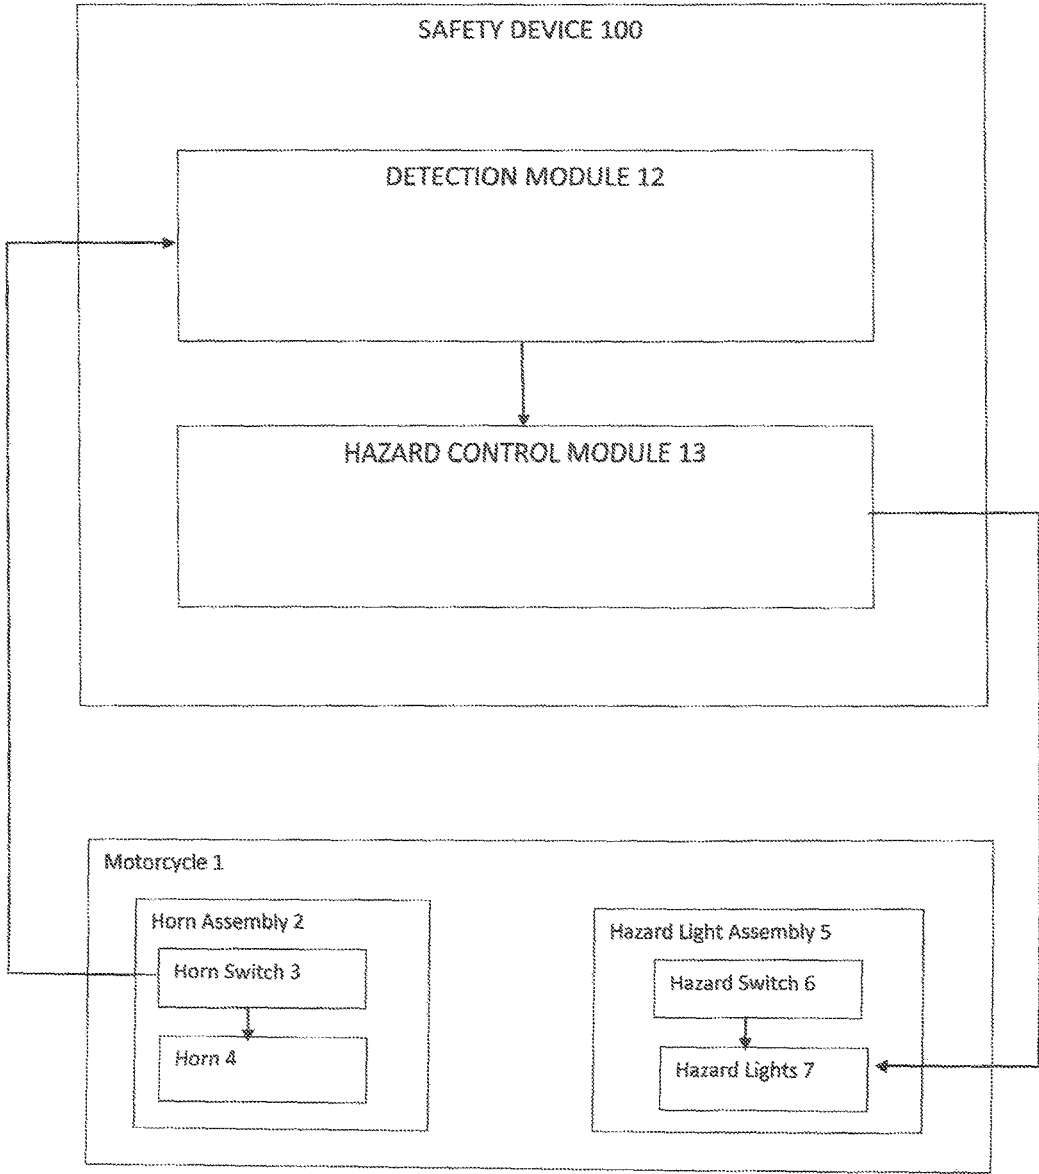 SAFETY DEVICE 100
DETECTION MODULE 12
HAZARD CONTROL MODULE 13
Motorcycle 1
Horn Assembly 2
Horn Switch 3
Horn 4
Hazard Light Assembly 5
Hazard Switch 6
Hazard Lights 7